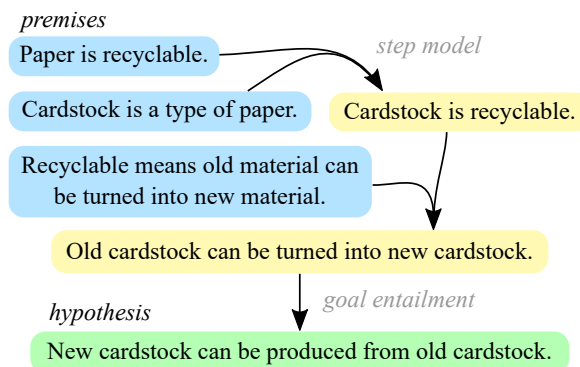 premises
Paper is recyclable.
step model
Cardstock is a type of paper.
Cardstock is recyclable.
Recyclable means old material can
be turned into new material.
Old cardstock can be turned into new cardstock.
goal entailment
hypothesis
New cardstock can be produced from old cardstock.